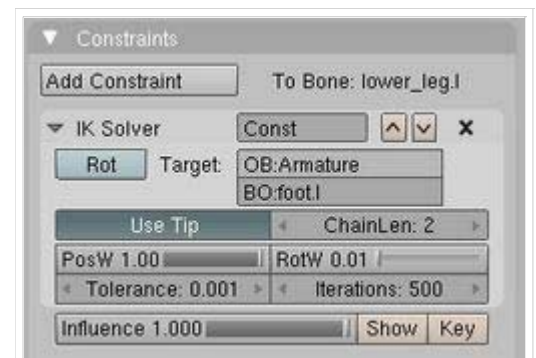 Constraints
Add Constraint To Bone: lower_leg.l
IK Solver Const
Rot Target: OB:Armature
BO:foot.l
Use Tip ChainLen: 2
PosW 1.00 RotW 0.01
Tolerance: 0.001 Iterations: 500
Influence 1.000 Show Key